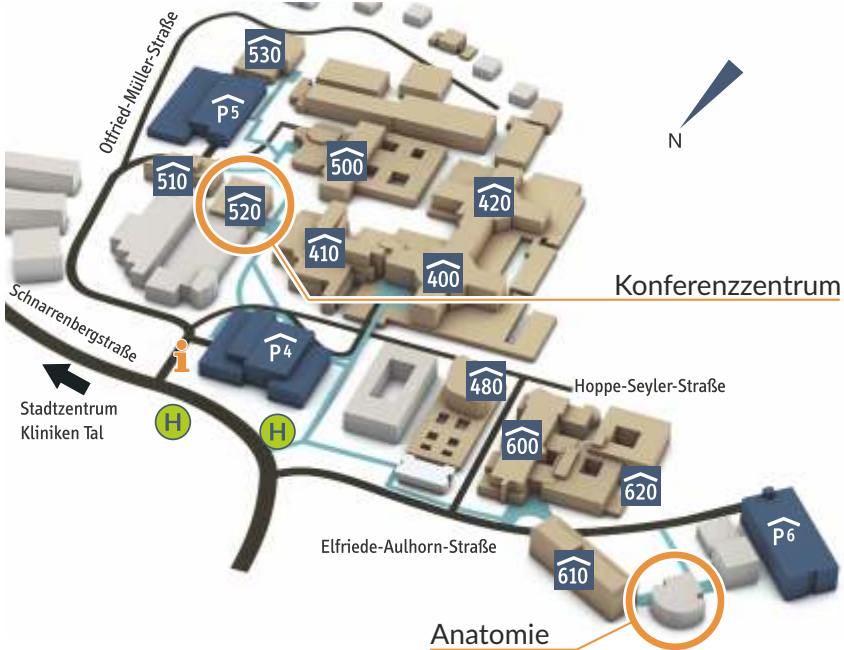 Otfried-Müller-Straße
530
P5
510
500
520
420
410
400
N
Konferenzzentrum
Schnarrenbergstraße
i
P4
480
Hoppe-Seyler-Straße
Stadtzentrum
Kliniken Tal
H
H
600
620
P6
Elfriede-Aulhorn-Straße
610
Anatomie